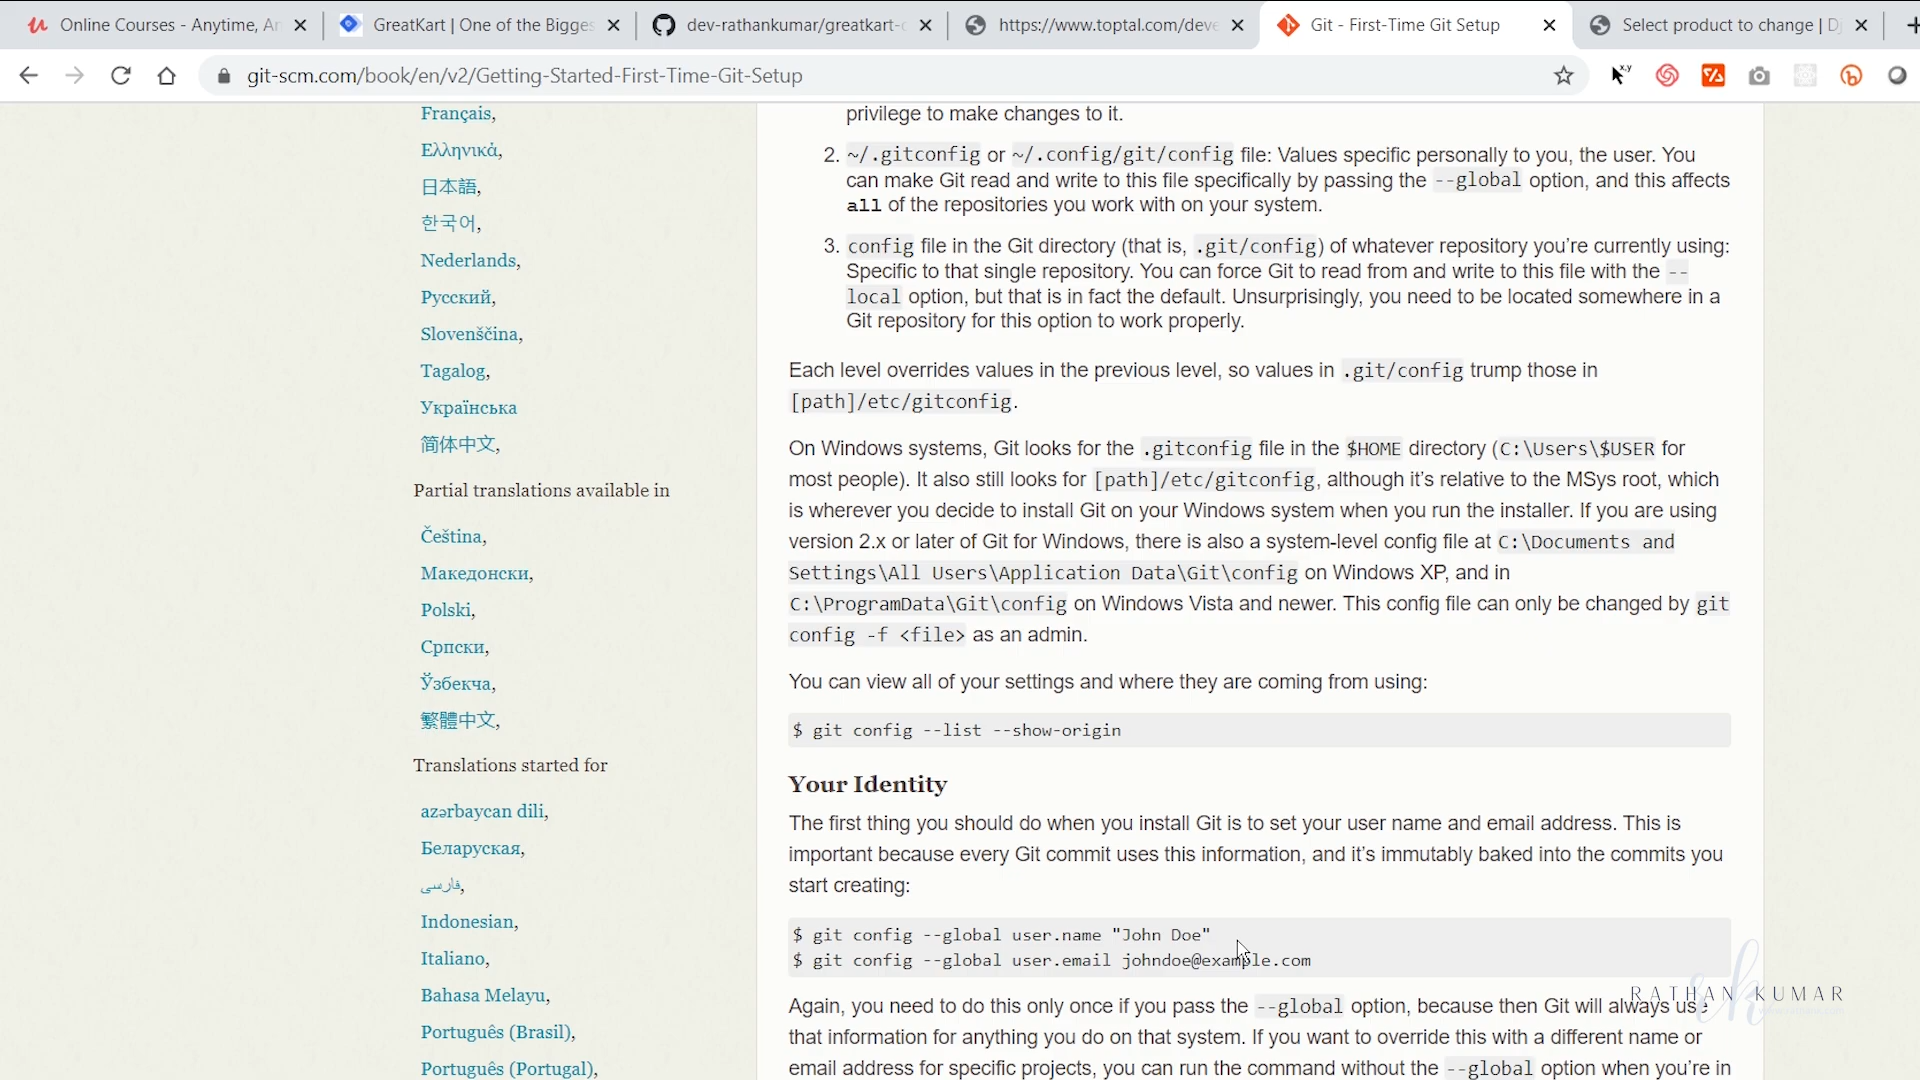 Online Courses - Anytime, An
GreatKart | One of the Bigges
dev-rathankumar/greatkart-
https://www.toptal.com/deve
Git - First-Time Git Setup
Select product to change | Dj
git-scm.com/book/en/v2/Getting-Started-First-Time-Git-Setup
Français,
Ελληνικά,
日本語,
한국어,
Nederlands,
Русский,
Slovenščina,
Tagalog,
Українська
简体中文,
Partial translations available in
Čeština,
Македонски,
Polski,
Српски,
Ўзбекча,
繁體中文,
Translations started for
azərbaycan dili,
Беларуская,
فارسی,
Indonesian,
Italiano,
Bahasa Melayu,
Português (Brasil),
Português (Portugal),
privilege to make changes to it.
2. ~/.gitconfig or ~/.config/git/config file: Values specific personally to you, the user. You
can make Git read and write to this file specifically by passing the --global option, and this affects
all of the repositories you work with on your system.
3. config file in the Git directory (that is, .git/config) of whatever repository you're currently using:
Specific to that single repository. You can force Git to read from and write to this file with the --
local option, but that is in fact the default. Unsurprisingly, you need to be located somewhere in a
Git repository for this option to work properly.
Each level overrides values in the previous level, so values in .git/config trump those in
[path]/etc/gitconfig.
On Windows systems, Git looks for the .gitconfig file in the $HOME directory (C:\Users\$USER for
most people). It also still looks for [path]/etc/gitconfig, although it's relative to the MSys root, which
is wherever you decide to install Git on your Windows system when you run the installer. If you are using
version 2.x or later of Git for Windows, there is also a system-level config file at C:\Documents and
Settings\All Users\Application Data\Git\config on Windows XP, and in
C:\ProgramData\Git\config on Windows Vista and newer. This config file can only be changed by git
config -f <file> as an admin.
You can view all of your settings and where they are coming from using:
$ git config --list --show-origin
Your Identity
The first thing you should do when you install Git is to set your user name and email address. This is
important because every Git commit uses this information, and it's immutably baked into the commits you
start creating:
$ git config --global user.name "John Doe"
$ git config --global user.email johndoe@example.com
Again, you need to do this only once if you pass the --global option, because then Git will always use
that information for anything you do on that system. If you want to override this with a different name or
email address for specific projects, you can run the command without the --global option when you're in
RATHAN KUMAR